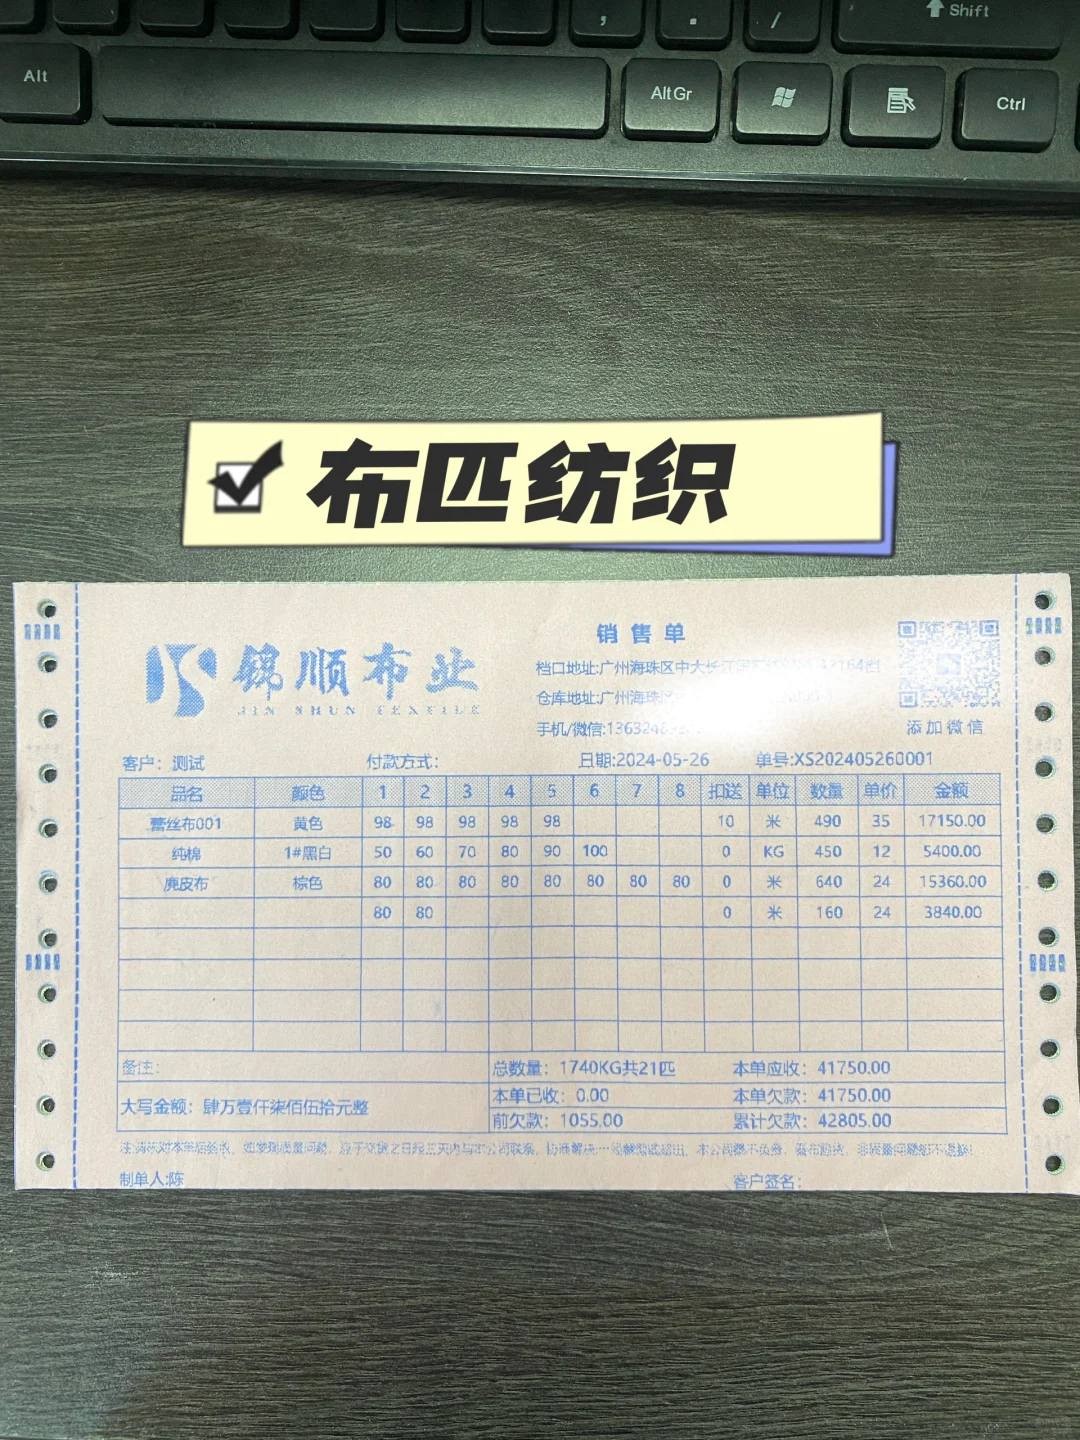 Shift
Alt
Alt Gr
Ctrl
布匹纺织
锦顺布业
JIN SHUN TEXTILE
销售单
档口地址:广州海珠区中大长江
仓库地址:广州海珠区
手机/微信:1363248
添加微信
客户：测试 付款方式： 日期:2024-05-26 单号:XS202405260001
品名 颜色 1 2 3 4 5 6 7 8 扣送 单位 数量 单价 金额
蕾丝布001 黄色 98 98 98 98 98 10 米 490 35 17150.00
纯棉 1#黑白 50 60 70 80 90 100 0 KG 450 12 5400.00
麂皮布 棕色 80 80 80 80 80 80 80 80 0 米 640 24 15360.00
80 80 0 米 160 24 3840.00
备注： 总数量：1740KG共21匹 本单应收：41750.00
大写金额：肆万壹仟柒佰伍拾元整 本单已收：0.00 本单欠款：41750.00
前欠款：1055.00 累计欠款：42805.00
制单人:陈 客户签名：